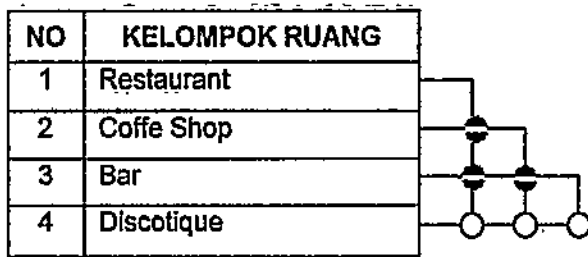 NO KELOMPOK RUANG
1 Restaurant
2 Coffe Shop
3 Bar
4 Discotique